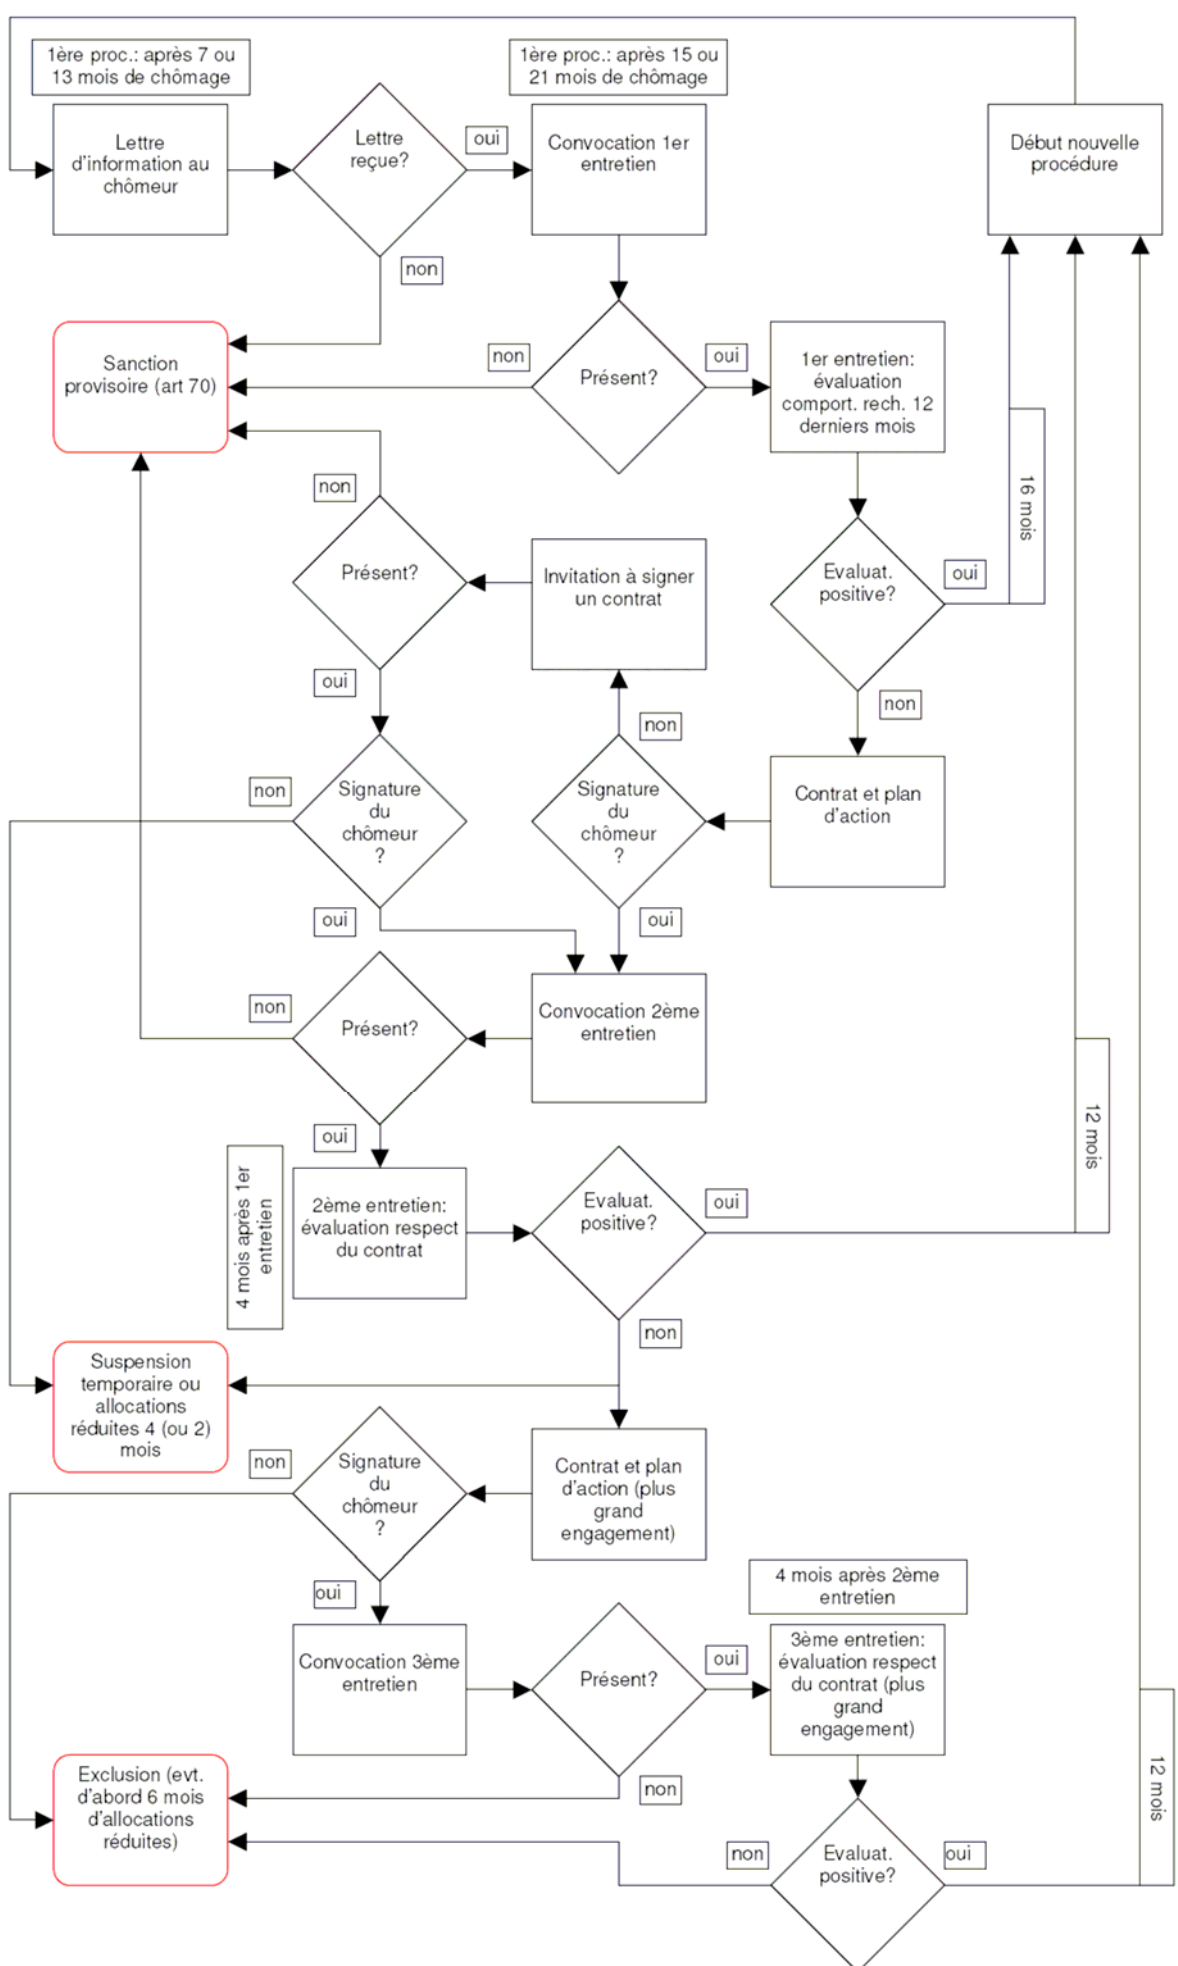 1ère proc.: après 7 ou
13 mois de chômage
1ère proc.: après 15 ou
21 mois de chômage
Lettre
d'information au
chômeur
Lettre
reçue?
oui
Convocation 1er
entretien
Début nouvelle
procédure
non
Sanction
provisoire (art 70)
non
Présent?
oui
1er entretien:
évaluation
comport. rech. 12
derniers mois
non
16 mois
Présent?
Invitation à signer
un contrat
Evaluat.
positive?
oui
oui
non
non
non
Signature
du
chômeur
?
Signature
du
chômeur
?
Contrat et plan
d'action
oui
oui
non
Présent?
Convocation 2ème
entretien
12 mois
oui
4 mois après 1er
entretien
2ème entretien:
évaluation respect
du contrat
Evaluat.
positive?
oui
non
Suspension
temporaire ou
allocations
réduites 4 (ou 2)
mois
non
Signature
du
chômeur
?
Contrat et plan
d'action (plus
grand
engagement)
oui
4 mois après 2ème
entretien
Convocation 3ème
entretien
Présent?
oui
3ème entretien:
évaluation respect
du contrat (plus
grand
engagement)
non
12 mois
Exclusion (evt.
d'abord 6 mois
d'allocations
réduites)
non
Evaluat.
positive?
oui